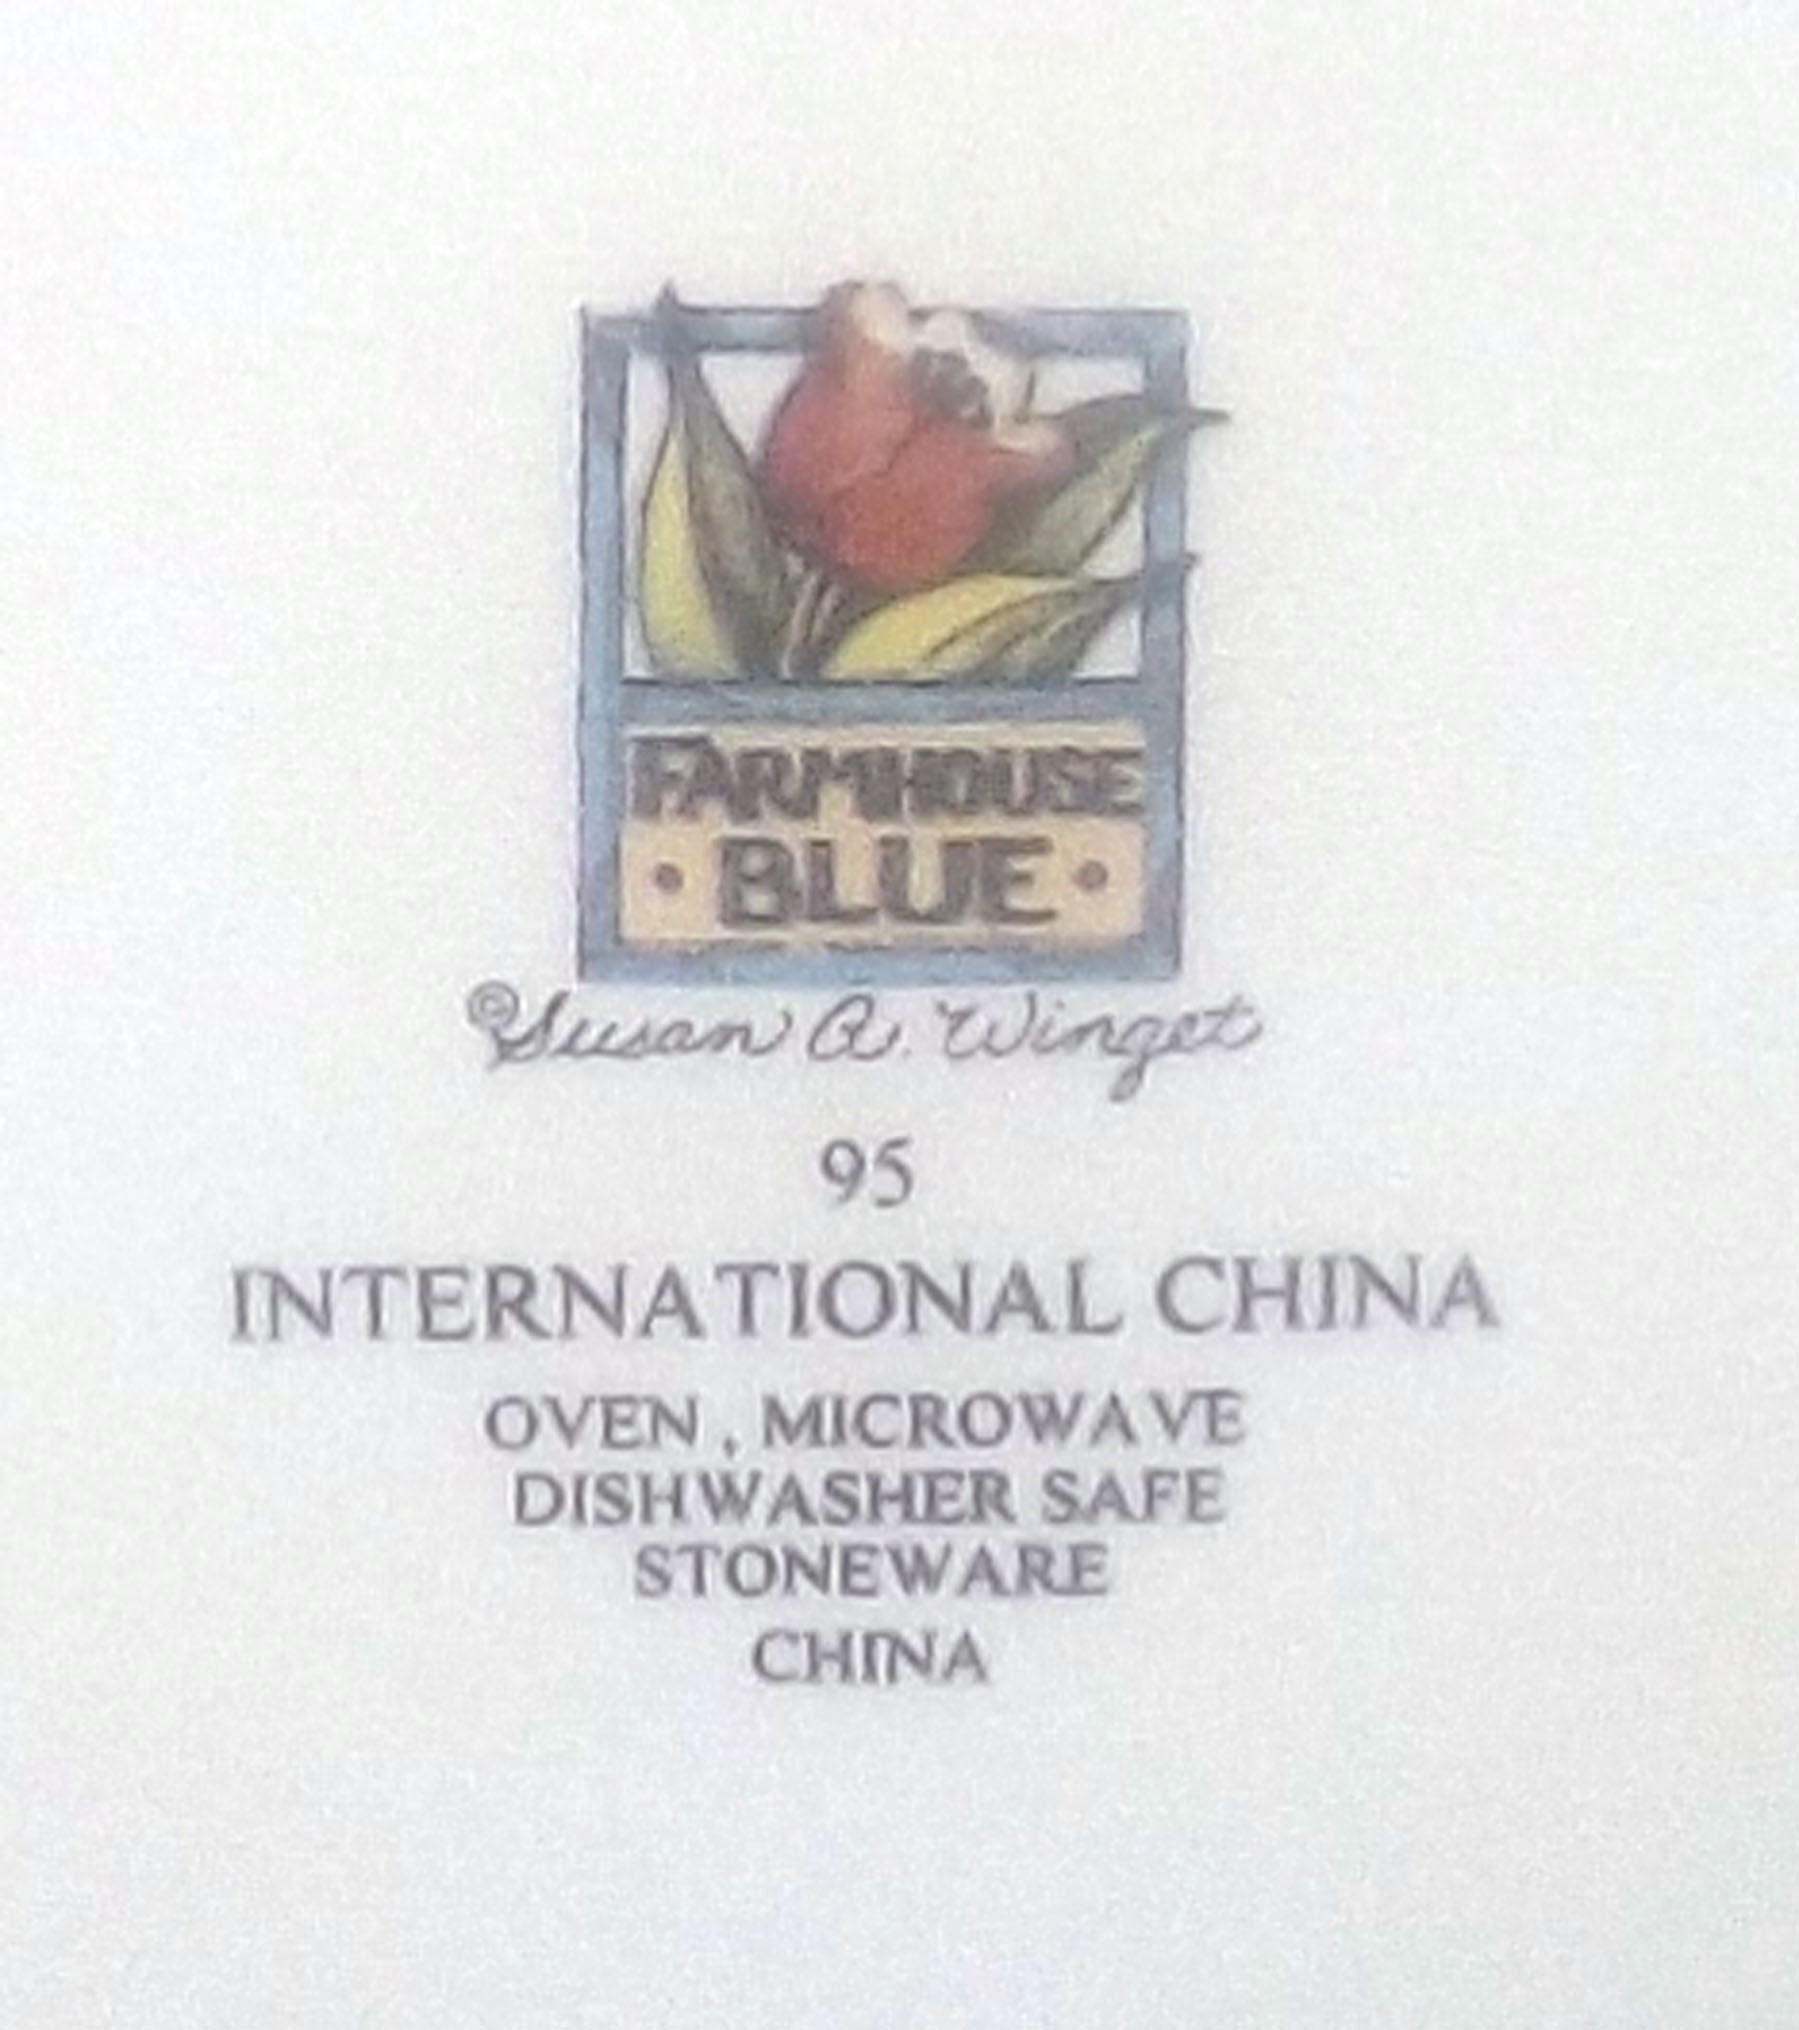 FARMHOUSE
• BLUE •
©Susan A. Winget
95
INTERNATIONAL CHINA
OVEN, MICROWAVE
DISHWASHER SAFE
STONEWARE
CHINA